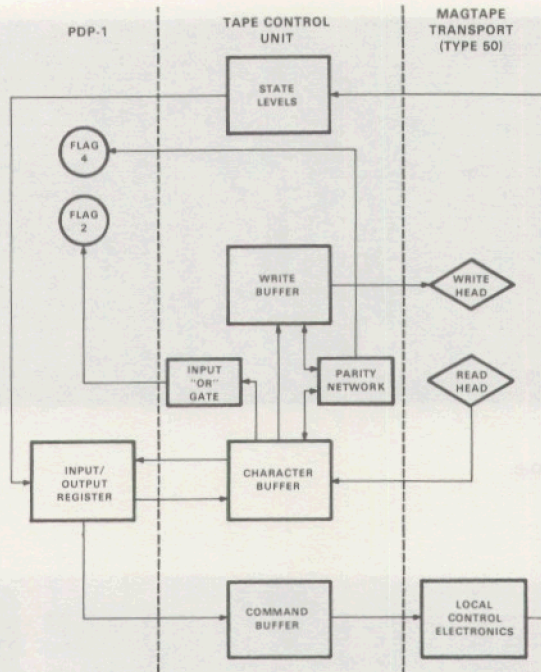 PDP-1
TAPE CONTROL
UNIT
MAGTAPE
TRANSPORT
(TYPE 50)
STATE
LEVELS
FLAG
4
FLAG
2
WRITE
BUFFER
WRITE
HEAD
INPUT
"OR"
GATE
PARITY
NETWORK
READ
HEAD
INPUT/
OUTPUT
REGISTER
CHARACTER
BUFFER
COMMAND
BUFFER
LOCAL
CONTROL
ELECTRONICS